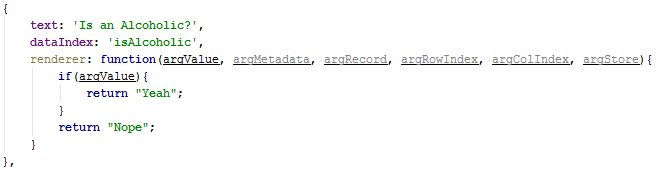 {
text: 'Is an Alcoholic?',
dataIndex: 'isAlcoholic',
renderer: function(argValue, argMetadata, argRecord, argRowIndex, argColIndex, argStore){
if(argValue){
return "Yeah";
}
return "Nope";
}
},